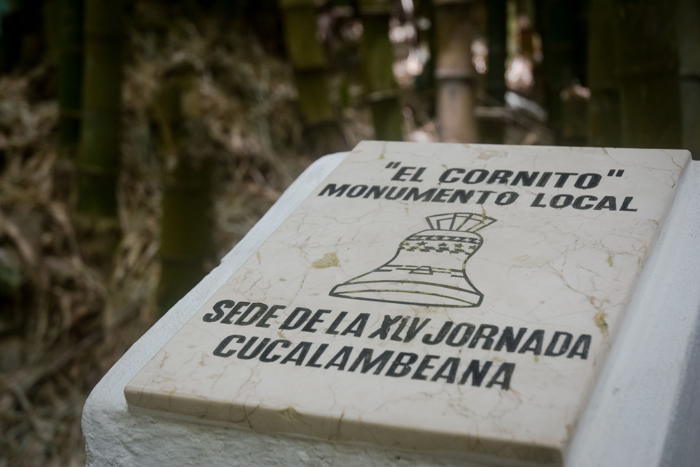 "EL CORNITO"
MONUMENTO LOCAL
SEDE DE LA XLV JORNADA
CUCALAMBEANA